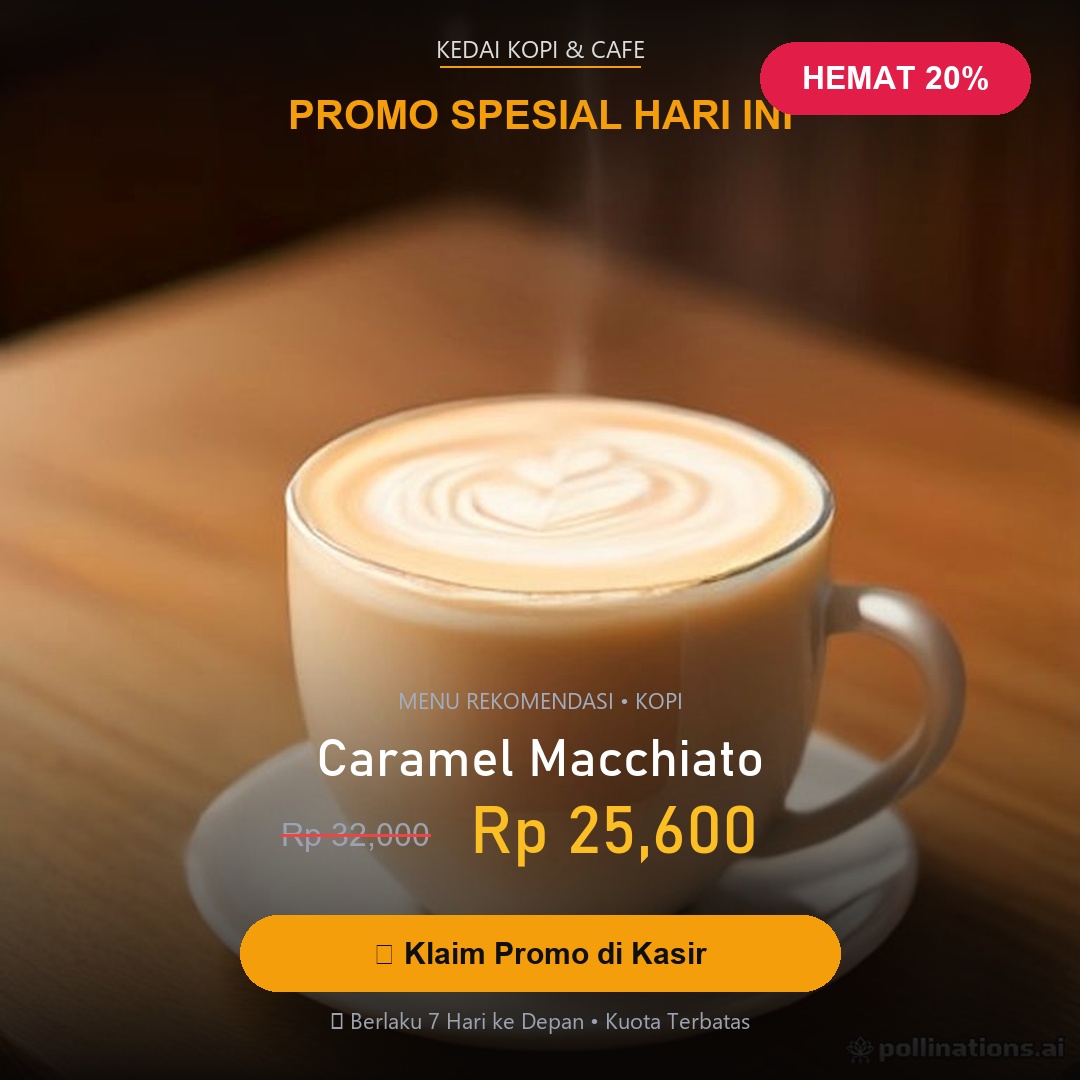 KEDAI KOPI & CAFE
HEMAT 20%
PROMO SPESIAL HARI INI
MENU REKOMENDASI • KOPI
Caramel Macchiato
Rp 32,000 Rp 25,600
Klaim Promo di Kasir
Berlaku 7 Hari ke Depan • Kuota Terbatas
pollinations.ai